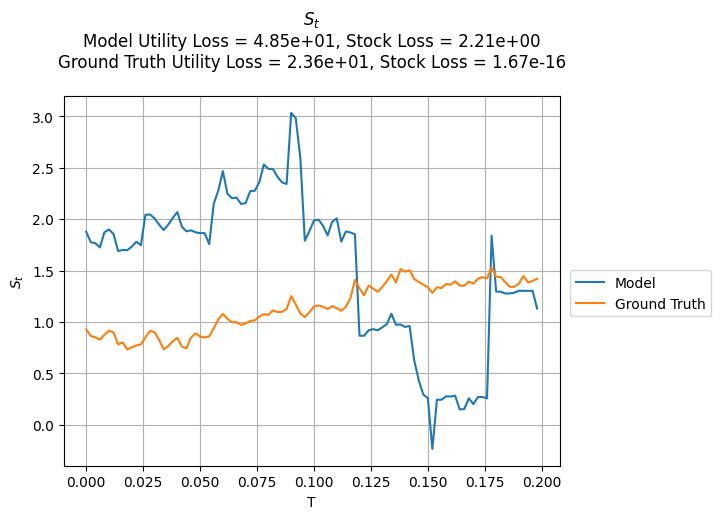 S_t
Model Utility Loss = 4.85e+01, Stock Loss = 2.21e+00
Ground Truth Utility Loss = 2.36e+01, Stock Loss = 1.67e-16
3.0
2.5
2.0
1.5
1.0
0.5
0.0
S_t
0.000 0.025 0.050 0.075 0.100 0.125 0.150 0.175 0.200
T
Model
Ground Truth